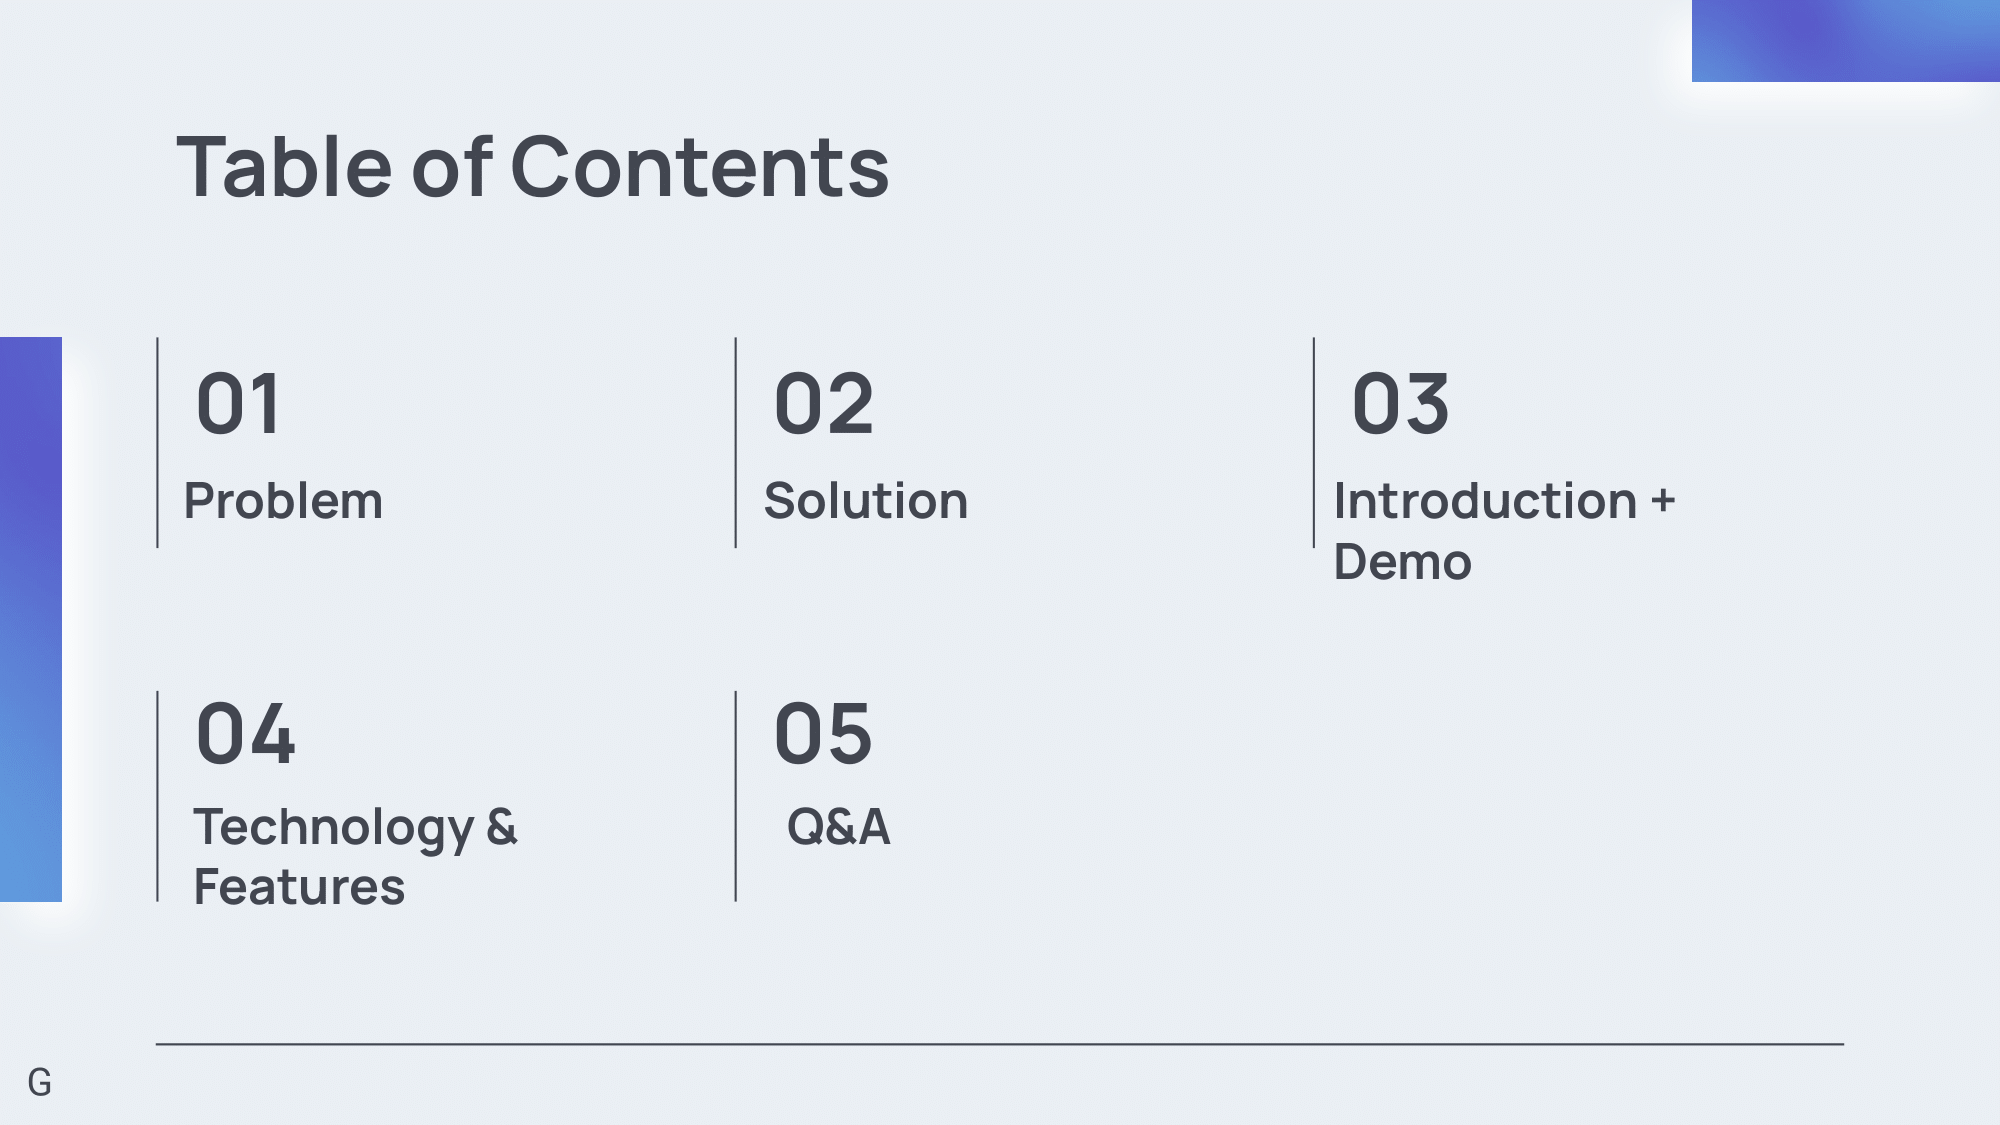 Table of Contents
01
Problem
02
Solution
03
Introduction +
Demo
04
Technology &
Features
05
Q&A
G